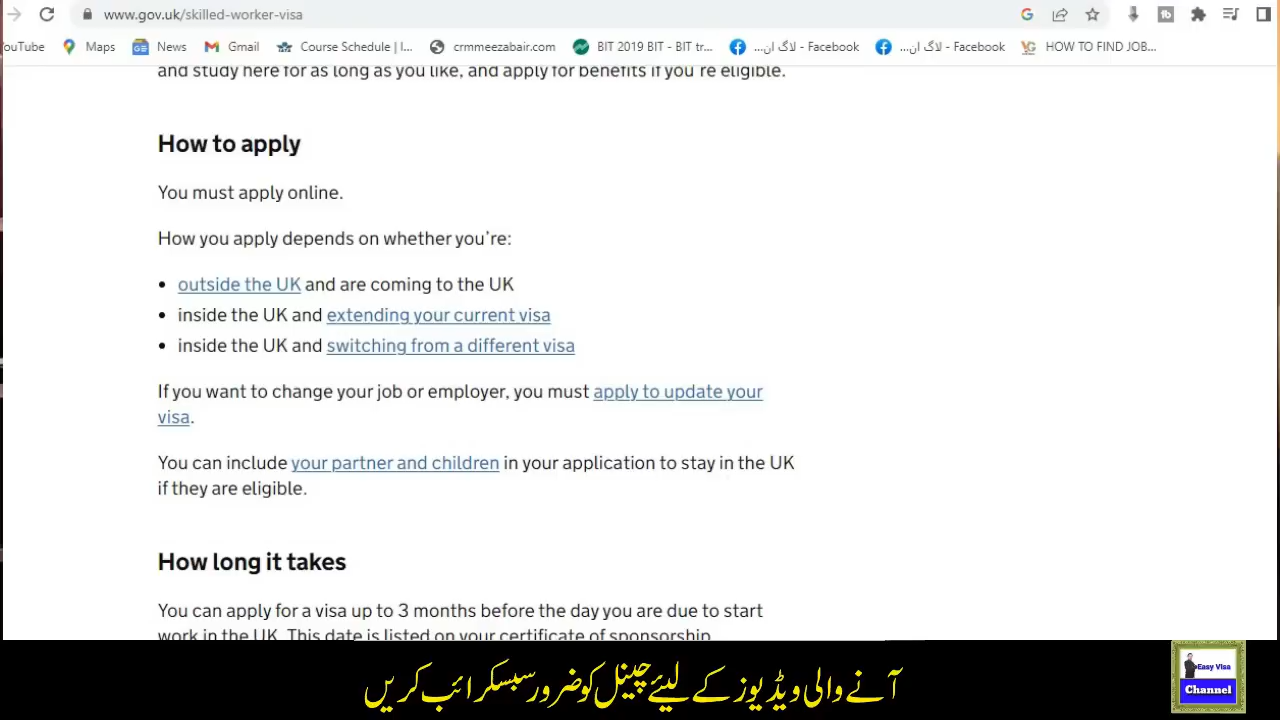 www.gov.uk/skilled-worker-visa
ouTube Maps News Gmail Course Schedule | I... crmmeezabair.com BIT 2019 BIT - BIT tr... لاگ ان - Facebook... لاگ ان - Facebook... HOW TO FIND JOB...
and study here for as long as you like, and apply for benefits if you're eligible.
How to apply
You must apply online.
How you apply depends on whether you're:
• outside the UK and are coming to the UK
• inside the UK and extending your current visa
• inside the UK and switching from a different visa
If you want to change your job or employer, you must apply to update your
visa.
You can include your partner and children in your application to stay in the UK
if they are eligible.
How long it takes
You can apply for a visa up to 3 months before the day you are due to start
work in the UK. This date is listed on your certificate of sponsorship.
آنے والی ویڈیوز کے لیئے چینل کو ضرور سبسکرائب کریں
Easy Visa
Channel